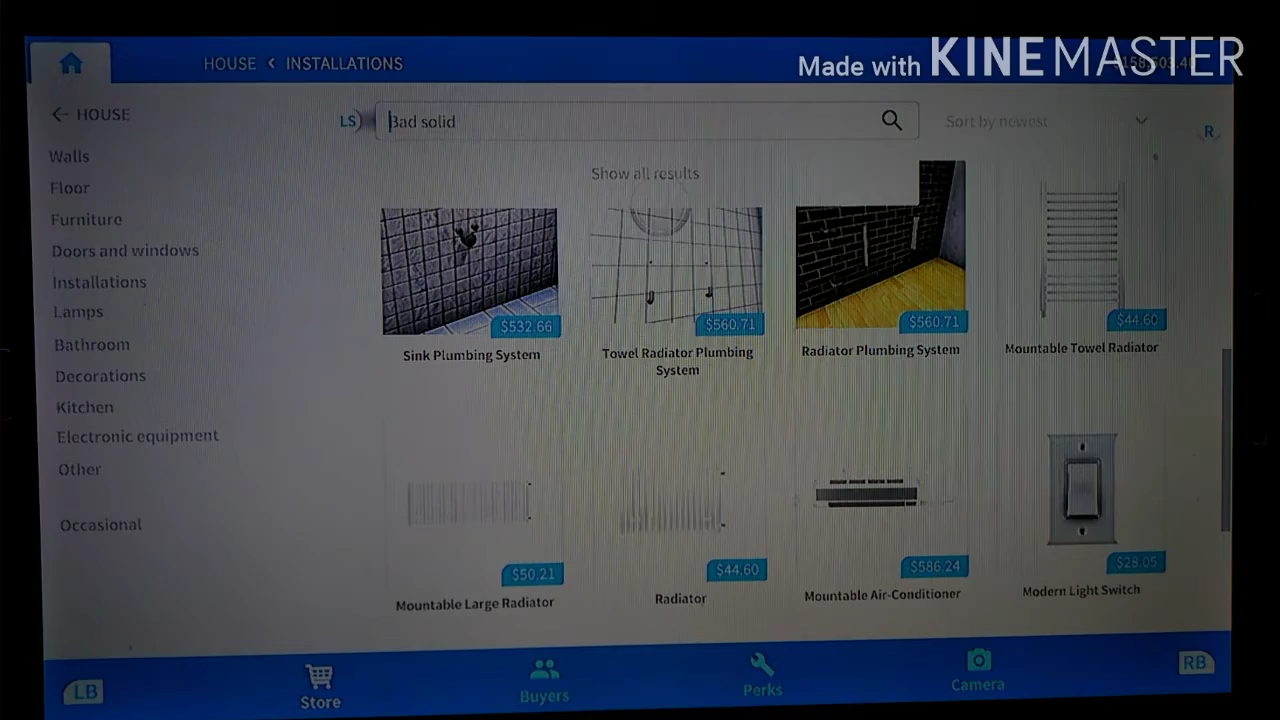 HOUSE < INSTALLATIONS
Made with KINEMASTER
← HOUSE
LS
Bad solid
Sort by newest
R
Walls
Floor
Furniture
Doors and windows
Installations
Lamps
Bathroom
Decorations
Kitchen
Electronic equipment
Other
Occasional
Show all results
$532.66
$560.71
$560.71
$44.60
Sink Plumbing System
Towel Radiator Plumbing
System
Radiator Plumbing System
Mountable Towel Radiator
$50.21
$44.60
$586.24
$28.05
Mountable Large Radiator
Radiator
Mountable Air-Conditioner
Modern Light Switch
LB
Store
Buyers
Perks
Camera
RB